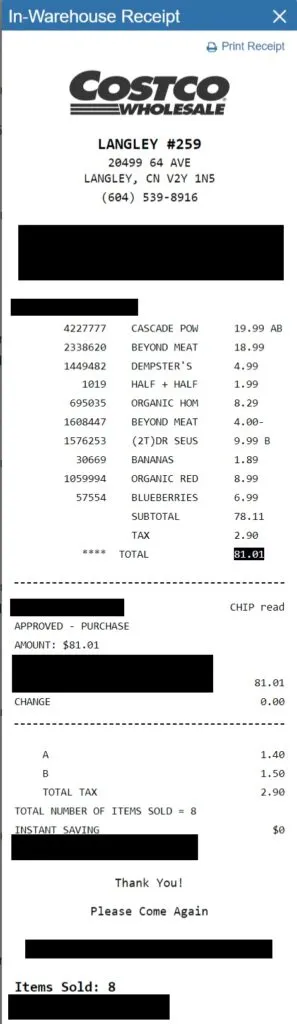 In-Warehouse Receipt
Print Receipt
COSTCO
WHOLESALE
LANGLEY #259
20499 64 AVE
LANGLEY, CN V2Y 1N5
(604) 539-8916
4227777 CASCADE POW 19.99 AB
2338620 BEYOND MEAT 18.99
1449482 DEMPSTER'S 4.99
1019 HALF + HALF 1.99
695035 ORGANIC HOM 8.29
1608447 BEYOND MEAT 4.00-
1576253 (2T)DR SEUS 9.99 B
30669 BANANAS 1.89
1059994 ORGANIC RED 8.99
57554 BLUEBERRIES 6.99
SUBTOTAL 78.11
TAX 2.90
**** TOTAL 81.01
CHIP read
APPROVED - PURCHASE
AMOUNT: $81.01
81.01
CHANGE 0.00
A 1.40
B 1.50
TOTAL TAX 2.90
TOTAL NUMBER OF ITEMS SOLD = 8
INSTANT SAVING $0
Thank You!
Please Come Again
Items Sold: 8